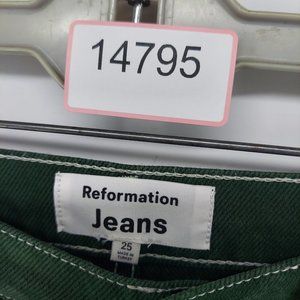 14795
Reformation
Jeans
25
MADE IN
TURKEY